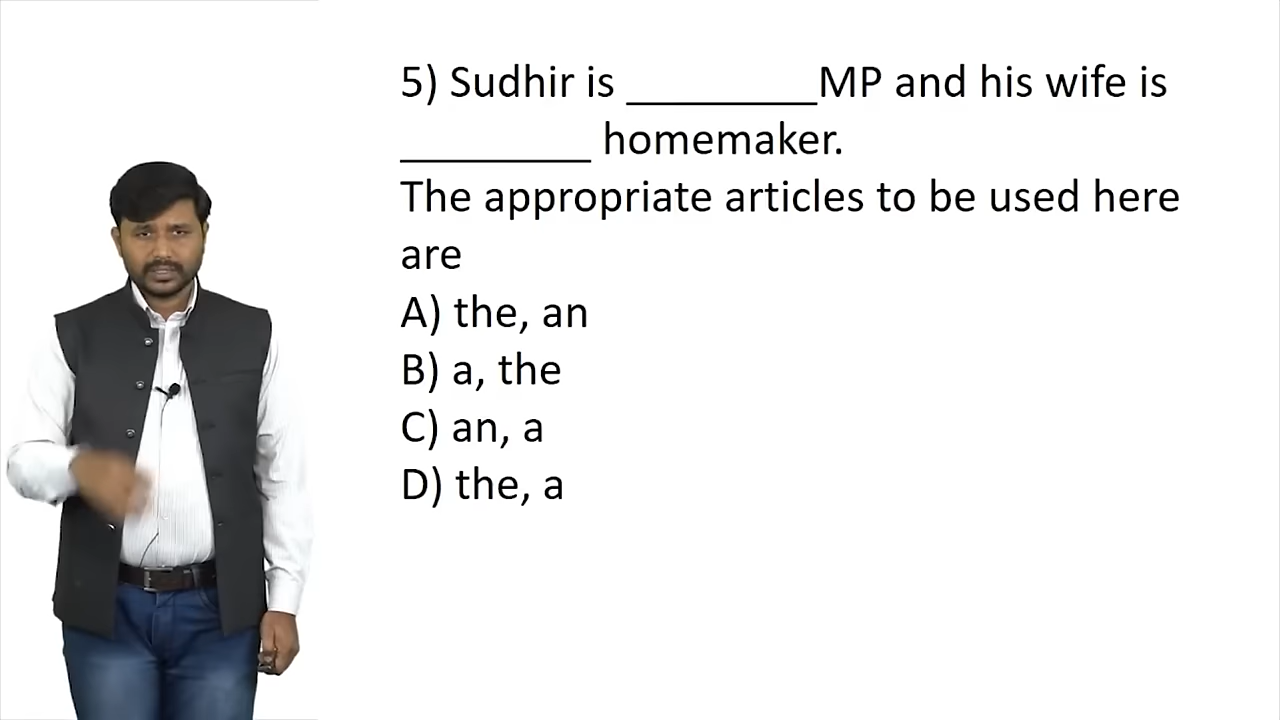 5) Sudhir is _________MP and his wife is
_________ homemaker.
The appropriate articles to be used here
are
A) the, an
B) a, the
C) an, a
D) the, a